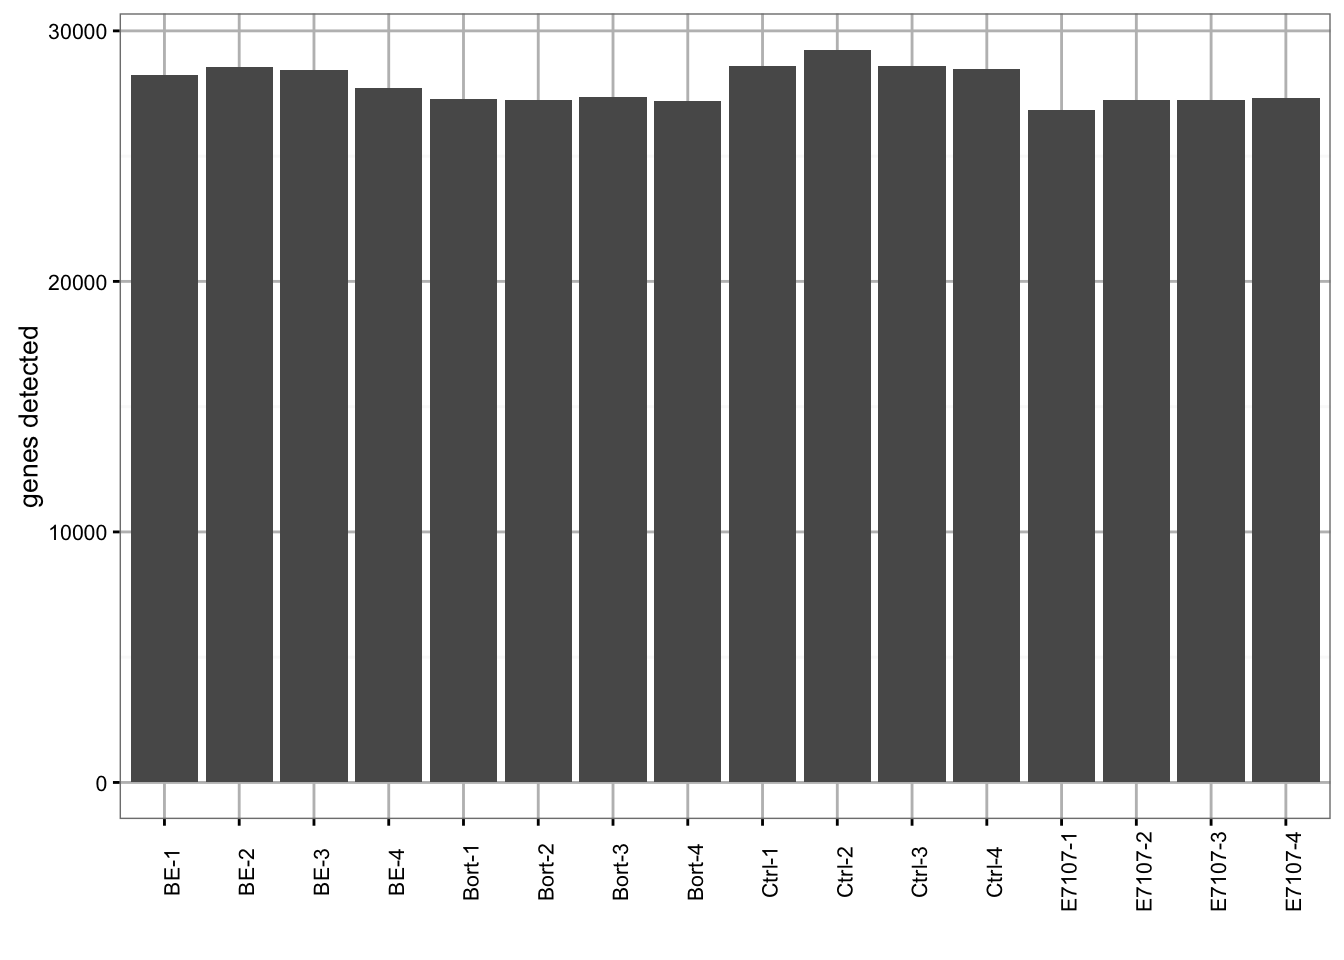 genes detected
30000
20000
10000
0
BE-1
BE-2
BE-3
BE-4
Bort-1
Bort-2
Bort-3
Bort-4
Ctrl-1
Ctrl-2
Ctrl-3
Ctrl-4
E7107-1
E7107-2
E7107-3
E7107-4